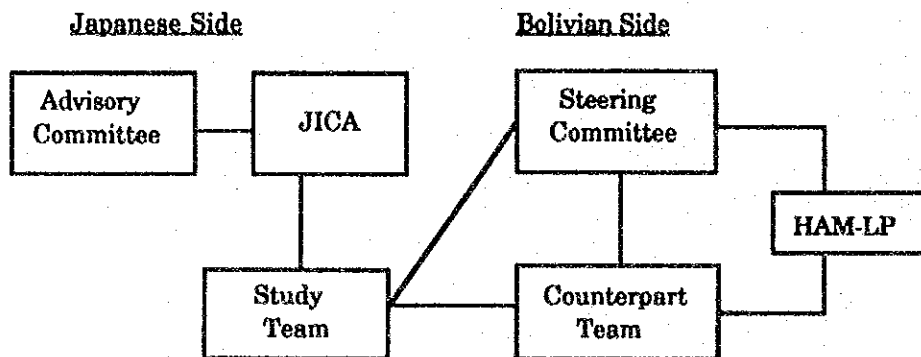 Japanese Side
Bolivian Side
Advisory
Committee
JICA
Steering
Committee
HAM-LP
Study
Team
Counterpart
Team